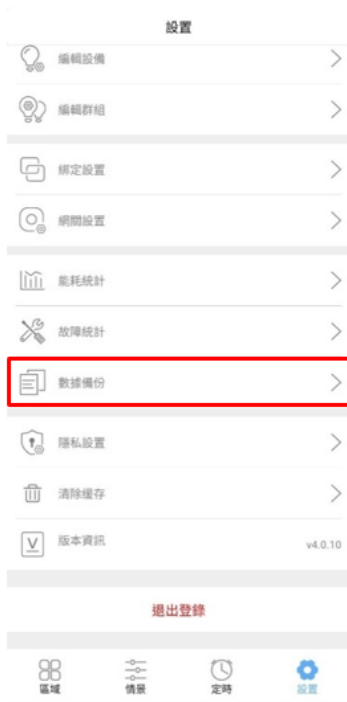 設置
編輯設備
編輯群組
綁定設置
網關設置
能耗統計
故障統計
數據備份
隱私設置
清除緩存
版本資訊 v4.0.10
退出登錄
區域 情景 定時 設置